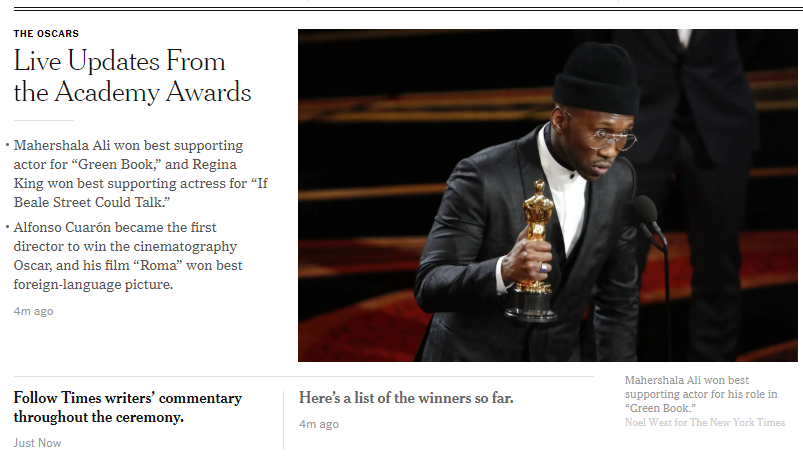 THE OSCARS
Live Updates From
the Academy Awards
• Mahershala Ali won best supporting
actor for “Green Book,” and Regina
King won best supporting actress for “If
Beale Street Could Talk.”
• Alfonso Cuarón became the first
director to win the cinematography
Oscar, and his film “Roma” won best
foreign-language picture.
4m ago
Mahershala Ali won best
supporting actor for his role in
“Green Book.”
Noel West for The New York Times
Follow Times writers’ commentary
throughout the ceremony.
Just Now
Here’s a list of the winners so far.
4m ago